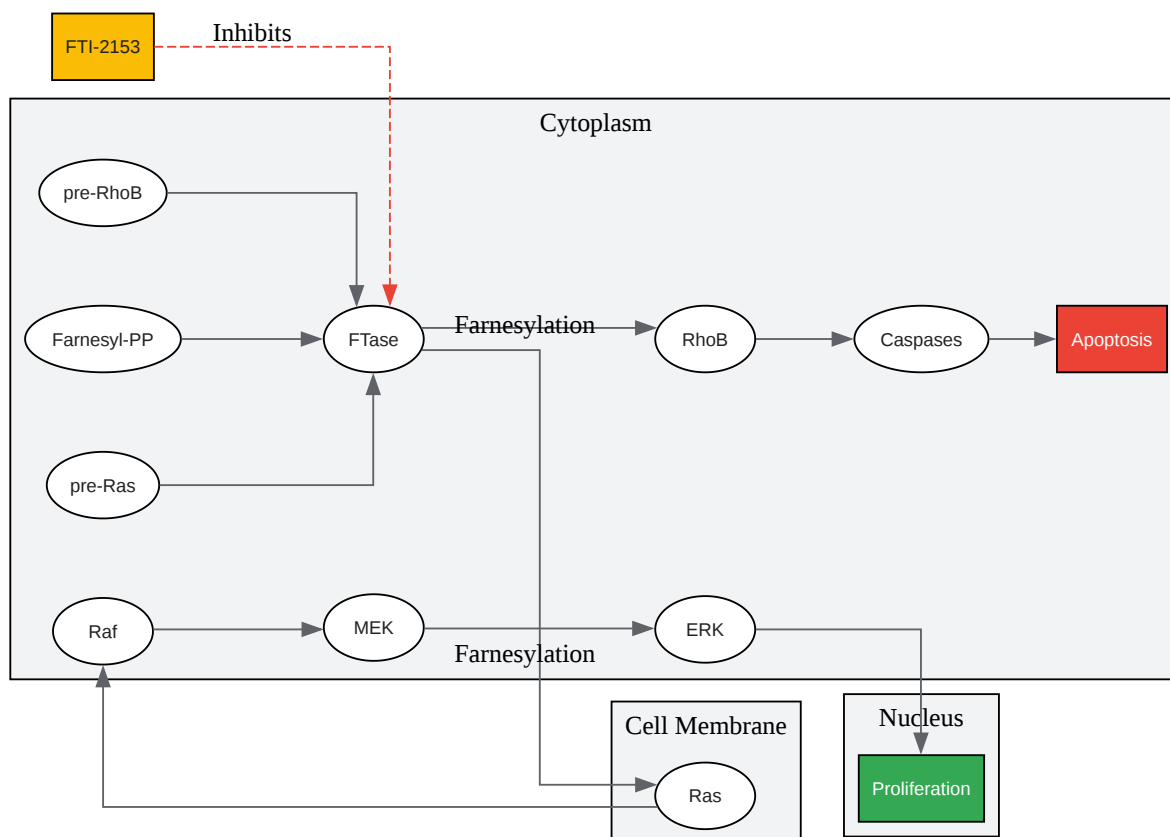 FTI-2153
Inhibits
Cytoplasm
pre-RhoB
Farnesyl-PP
FTase
Farnesylation
RhoB
Caspases
Apoptosis
pre-Ras
Raf
MEK
ERK
Farnesylation
Cell Membrane
Nucleus
Ras
Proliferation